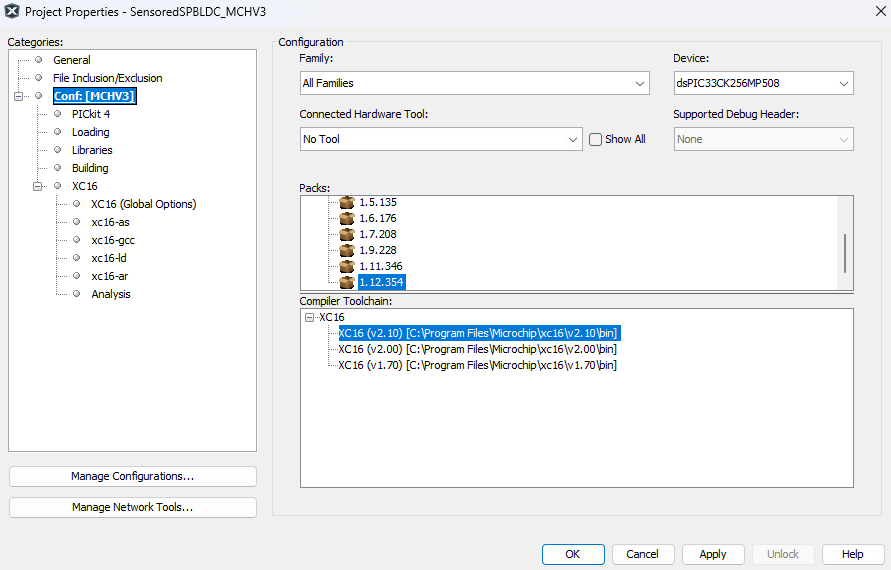 Project Properties - SensoredSPBLDC_MCHV3
Categories:
General
File Inclusion/Exclusion
Conf: [MCHV3]
PICkit 4
Loading
Libraries
Building
XC16
XC16 (Global Options)
xc16-as
xc16-gcc
xc16-ld
xc16-ar
Analysis
Manage Configurations...
Manage Network Tools...
Configuration
Family:
Device:
All Families
dsPIC33CK256MP508
Connected Hardware Tool:
Supported Debug Header:
No Tool
Show All
None
Packs:
1.5.135
1.6.176
1.7.208
1.9.228
1.11.346
1.12.354
Compiler Toolchain:
XC16
XC16 (v2.10) [C:\Program Files\Microchip\xc16\v2.10\bin]
XC16 (v2.00) [C:\Program Files\Microchip\xc16\v2.00\bin]
XC16 (v1.70) [C:\Program Files\Microchip\xc16\v1.70\bin]
OK
Cancel
Apply
Unlock
Help